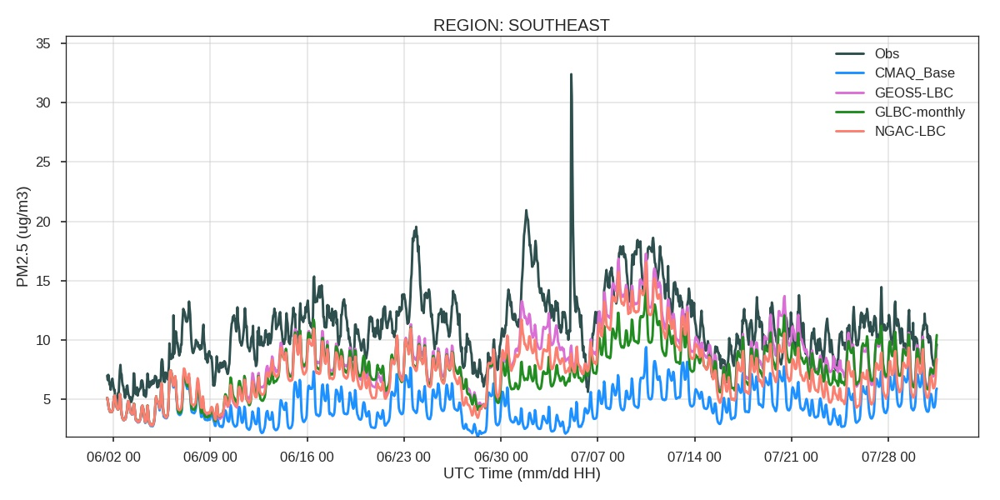 REGION: SOUTHEAST
PM2.5 (ug/m3)
35
30
25
20
15
10
5
Obs
CMAQ_Base
GEOS5-LBC
GLBC-monthly
NGAC-LBC
06/02 00 06/09 00 06/16 00 06/23 00 06/30 00 07/07 00 07/14 00 07/21 00 07/28 00
UTC Time (mm/dd HH)